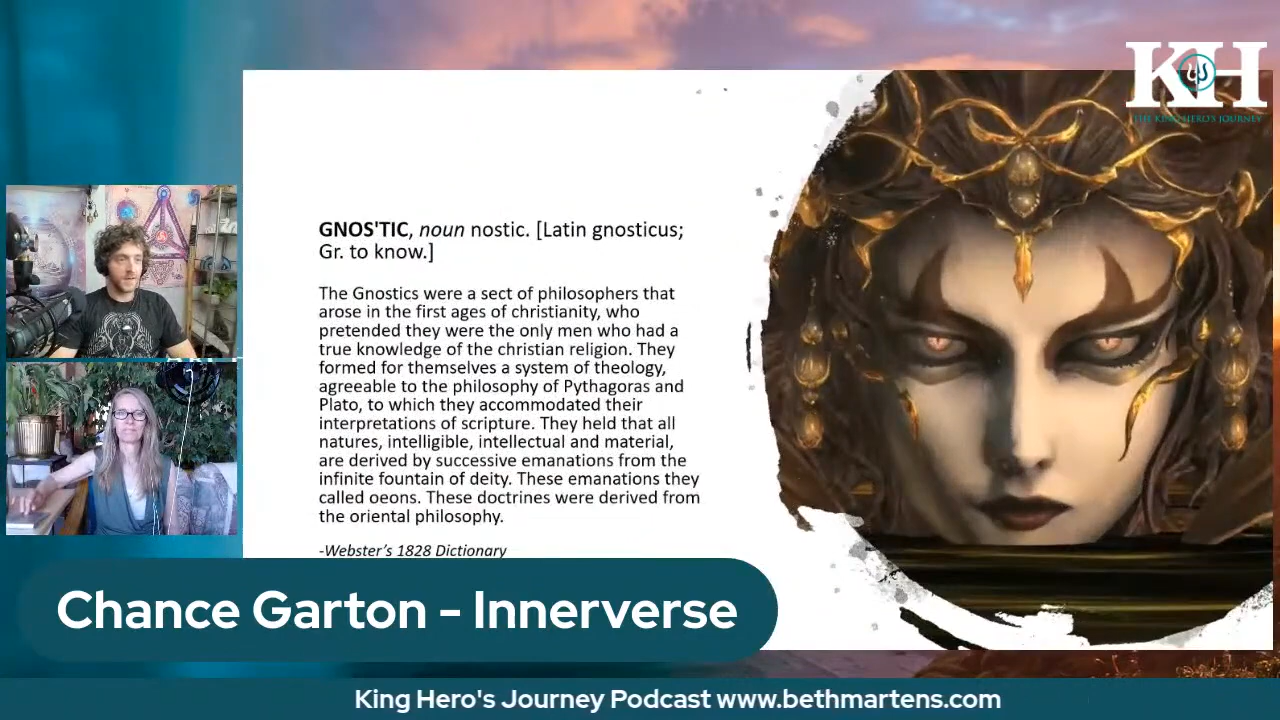 KH
THE KING HERO'S JOURNEY
GNOS'TIC, noun nostic. [Latin gnosticus;
Gr. to know.]
The Gnostics were a sect of philosophers that
arose in the first ages of christianity, who
pretended they were the only men who had a
true knowledge of the christian religion. They
formed for themselves a system of theology,
agreeable to the philosophy of Pythagoras and
Plato, to which they accommodated their
interpretations of scripture. They held that all
natures, intelligible, intellectual and material,
are derived by successive emanations from the
infinite fountain of deity. These emanations they
called oeons. These doctrines were derived from
the oriental philosophy.
-Webster's 1828 Dictionary
Chance Garton - Innerverse
King Hero's Journey Podcast www.bethmartens.com